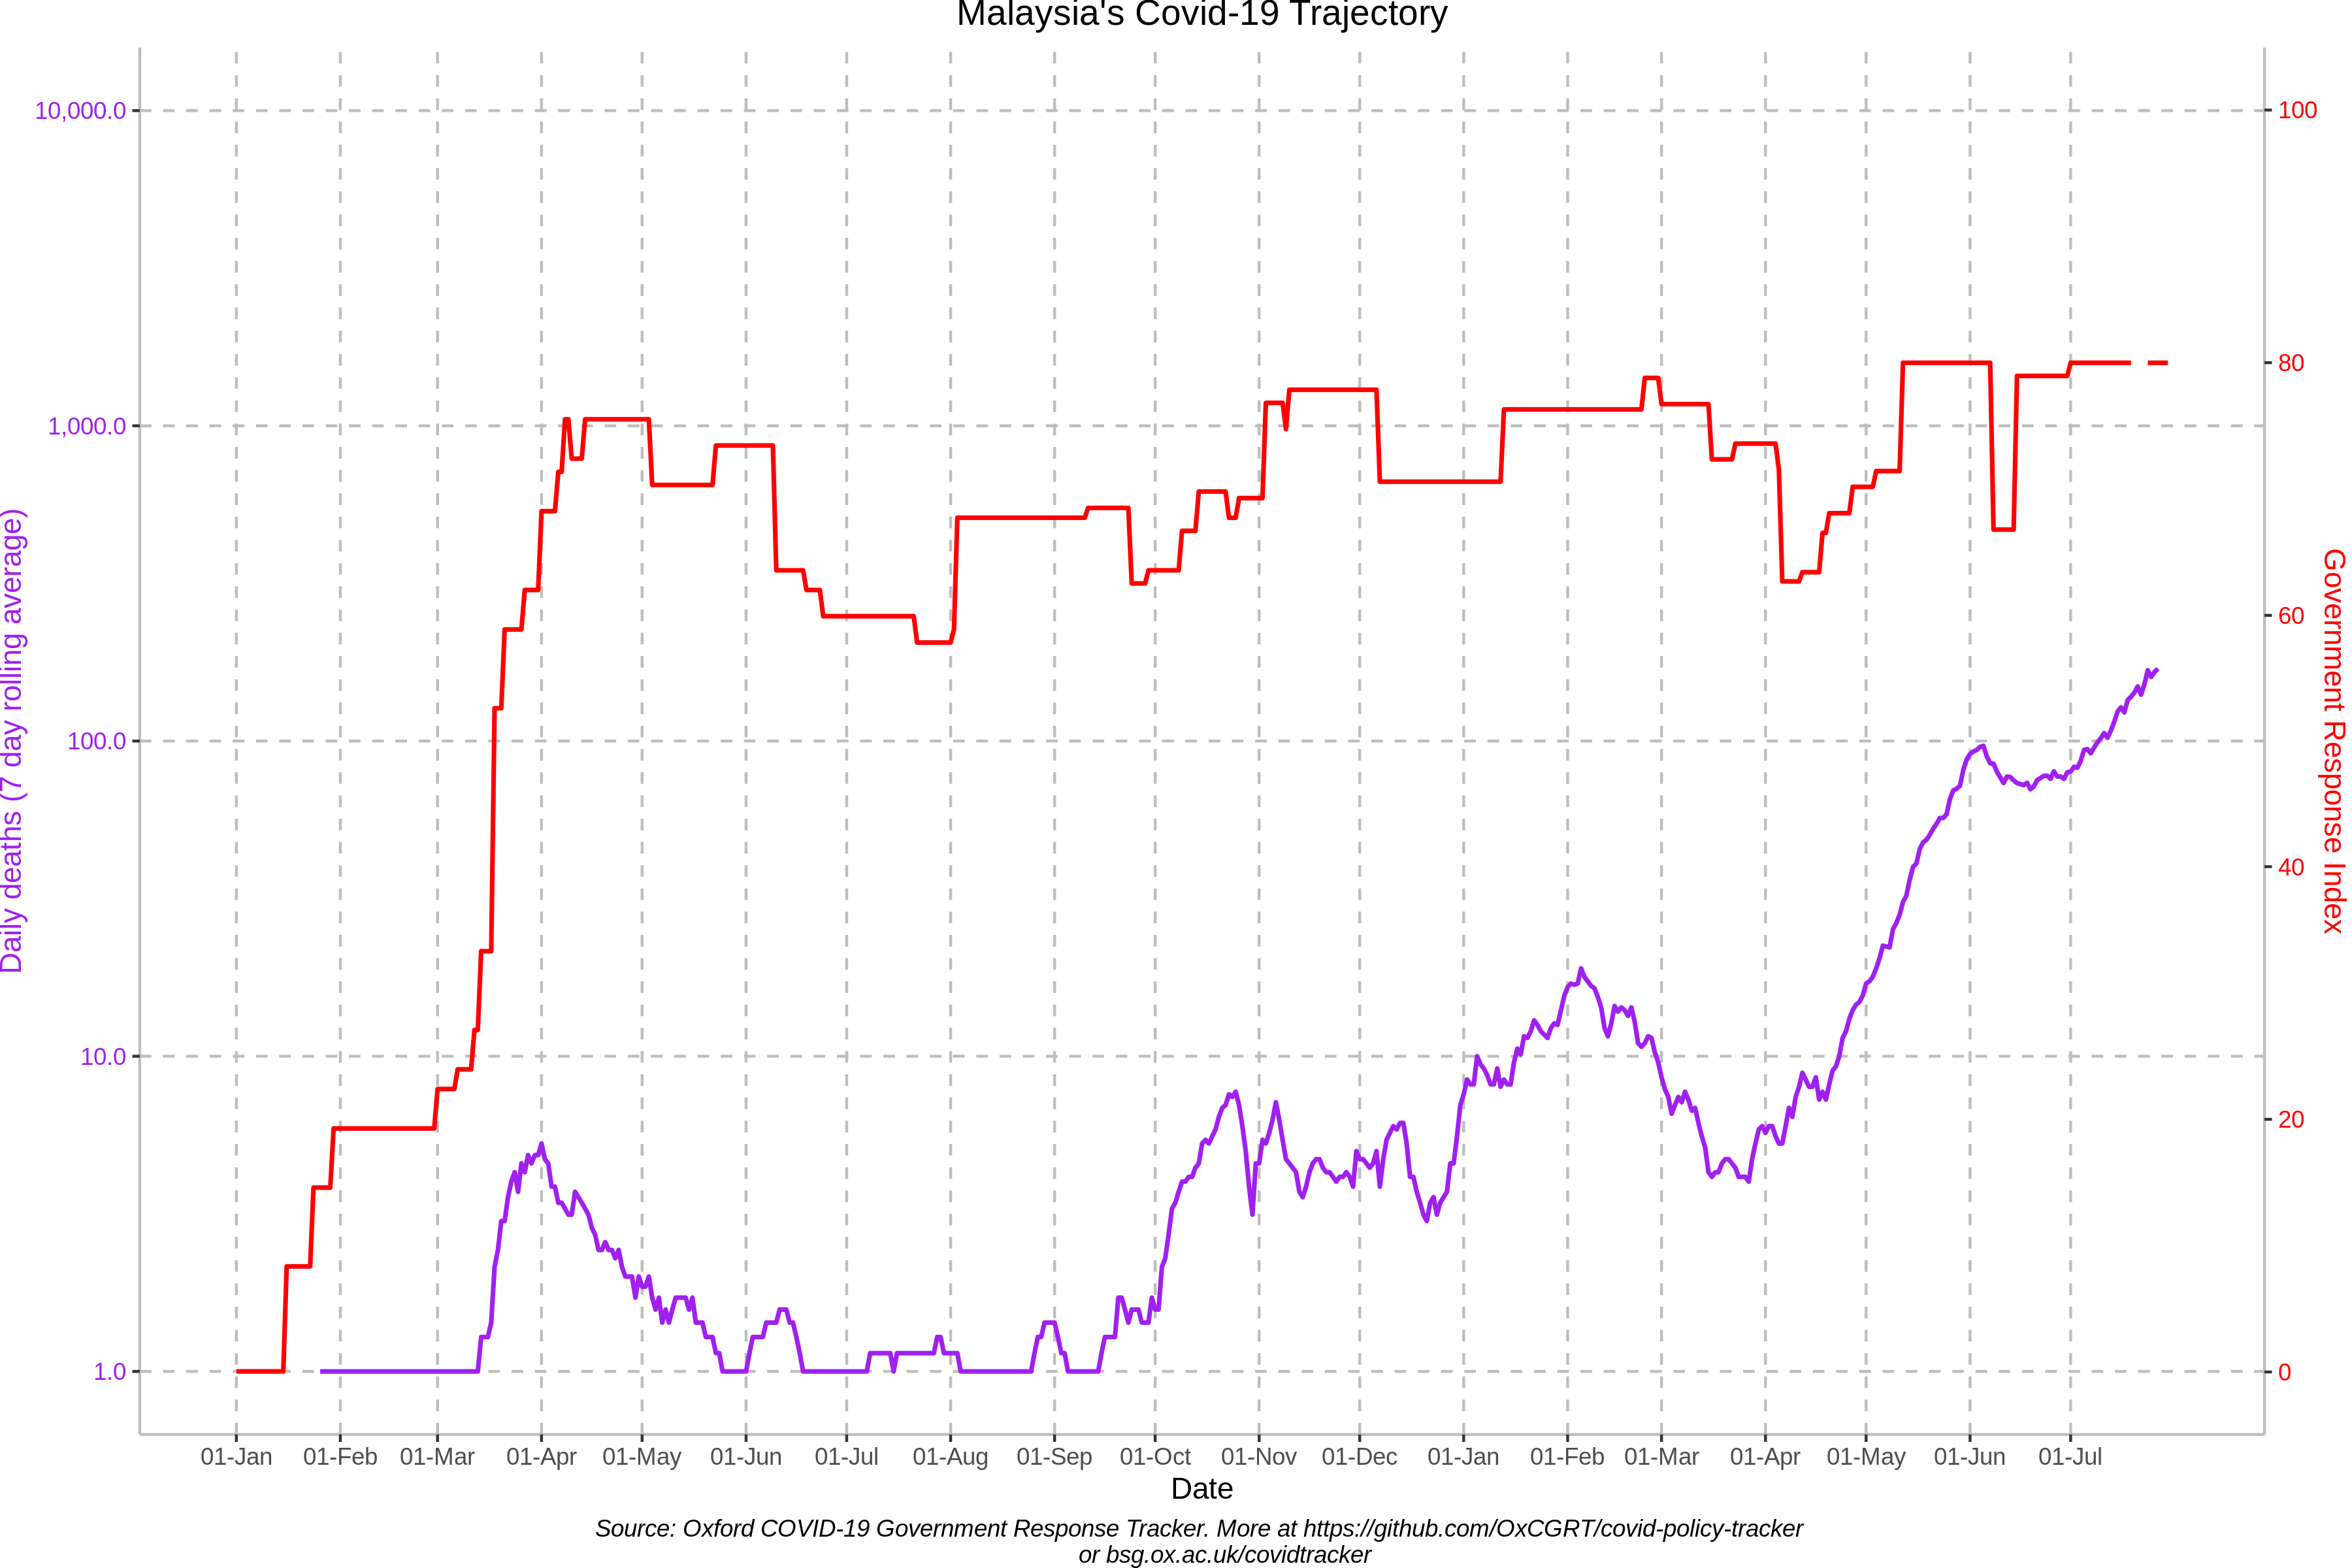 Malaysia's Covid-19 Trajectory
10,000.0
1,000.0
100.0
10.0
1.0
Daily deaths (7 day rolling average)
100
80
60
40
20
0
Government Response Index
01-Jan 01-Feb 01-Mar 01-Apr 01-May 01-Jun 01-Jul 01-Aug 01-Sep 01-Oct 01-Nov 01-Dec 01-Jan 01-Feb 01-Mar 01-Apr 01-May 01-Jun 01-Jul
Date
Source: Oxford COVID-19 Government Response Tracker. More at https://github.com/OxCGRT/covid-policy-tracker
or bsg.ox.ac.uk/covidtracker